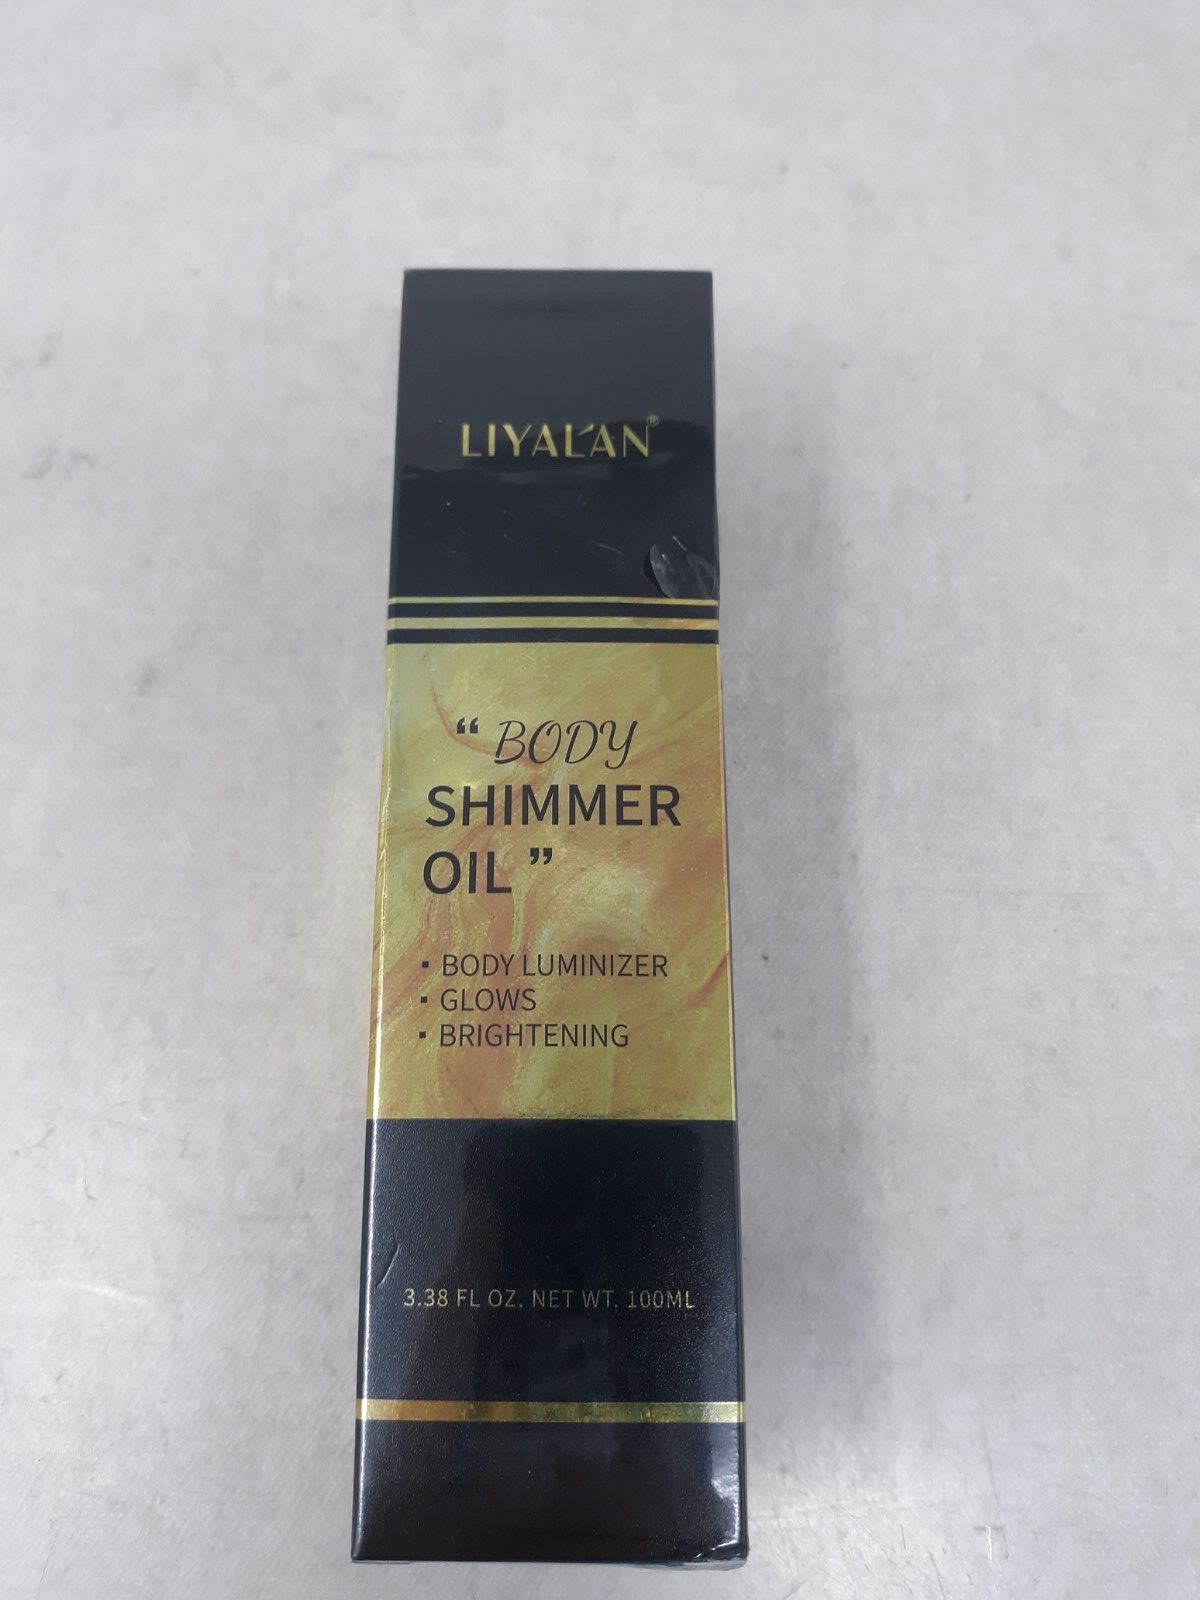 LIYAL'AN®
“ BODY
SHIMMER
OIL ”
▪ BODY LUMINIZER
▪ GLOWS
▪ BRIGHTENING
3.38 FL OZ. NET WT. 100ML